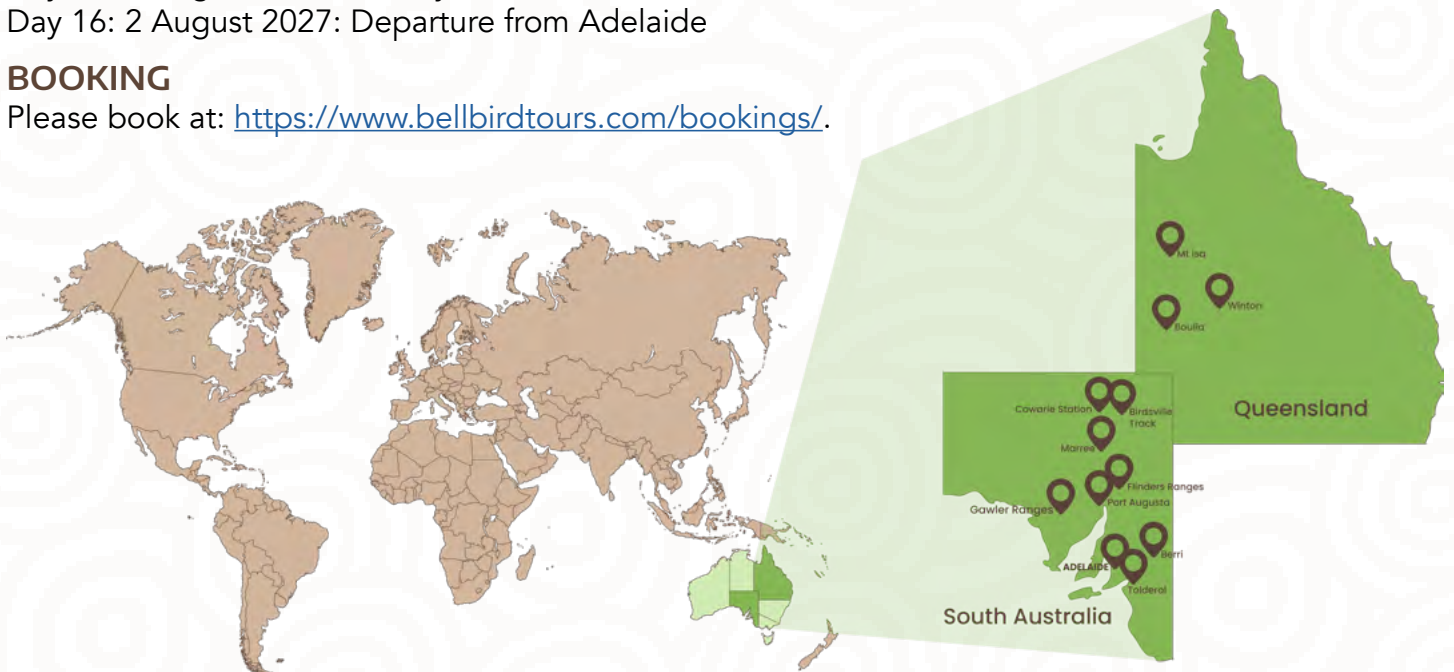 Day 16: 2 August 2027: Departure from Adelaide
BOOKING
Please book at: https://www.bellbirdtours.com/bookings/.
Mt Isa
Winton
Boulia
Queensland
Cowarie Station
Birdsville
Track
Marree
Flinders Ranges
Port Augusta
Gawler Ranges
Berri
ADELAIDE
Tolderal
South Australia